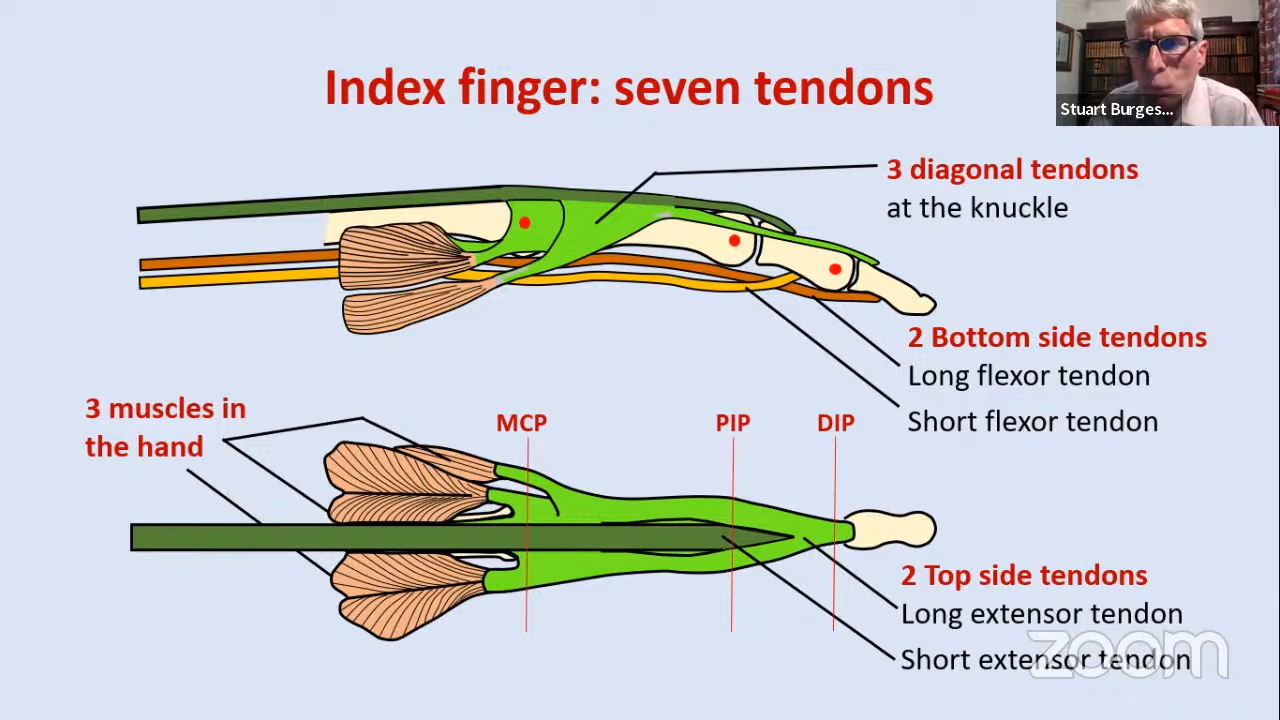 Index finger: seven tendons
Stuart Burges...
3 diagonal tendons
at the knuckle
2 Bottom side tendons
Long flexor tendon
Short flexor tendon
3 muscles in
the hand
MCP
PIP
DIP
2 Top side tendons
Long extensor tendon
Short extensor tendon
zoom